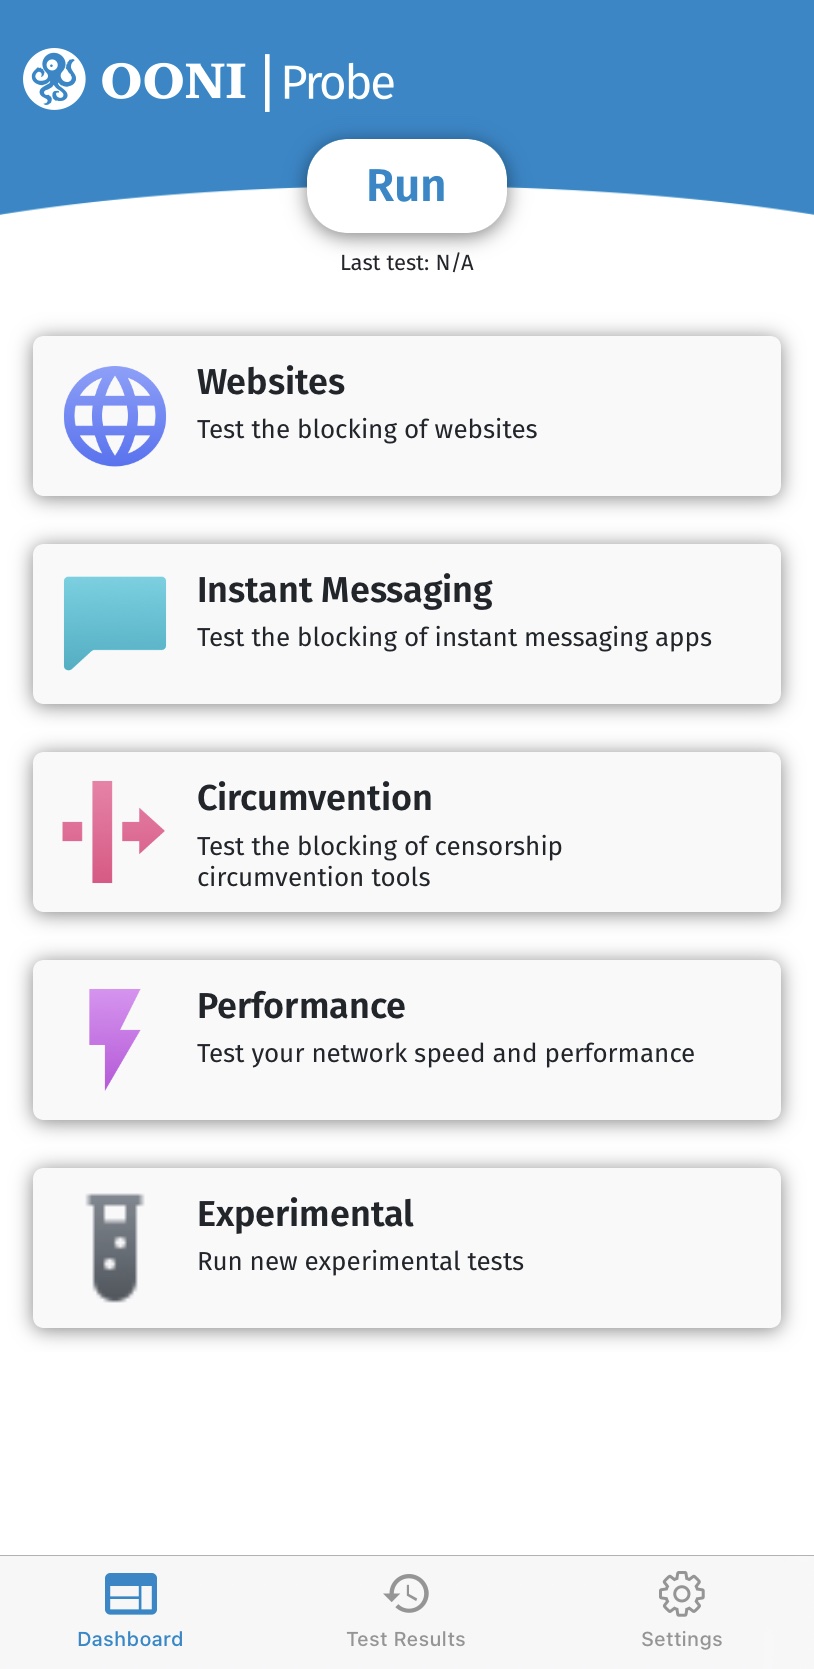 OONI Probe
Run
Last test: N/A
Websites
Test the blocking of websites
Instant Messaging
Test the blocking of instant messaging apps
Circumvention
Test the blocking of censorship
circumvention tools
Performance
Test your network speed and performance
Experimental
Run new experimental tests
Dashboard
Test Results
Settings